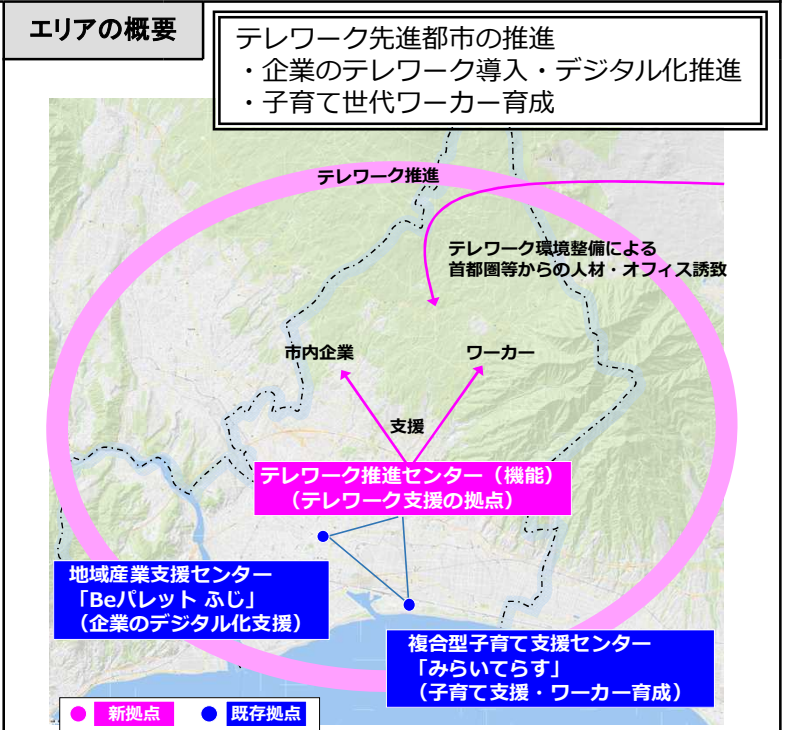 エリアの概要
テレワーク先進都市の推進
・企業のテレワーク導入・デジタル化推進
・子育て世代ワーカー育成
テレワーク推進
テレワーク環境整備による
首都圏等からの人材・オフィス誘致
市内企業
ワーカー
支援
テレワーク推進センター（機能）
（テレワーク支援の拠点）
地域産業支援センター
「Beパレット ふじ」
（企業のデジタル化支援）
複合型子育て支援センター
「みらいてらす」
（子育て支援・ワーカー育成）
新拠点
既存拠点